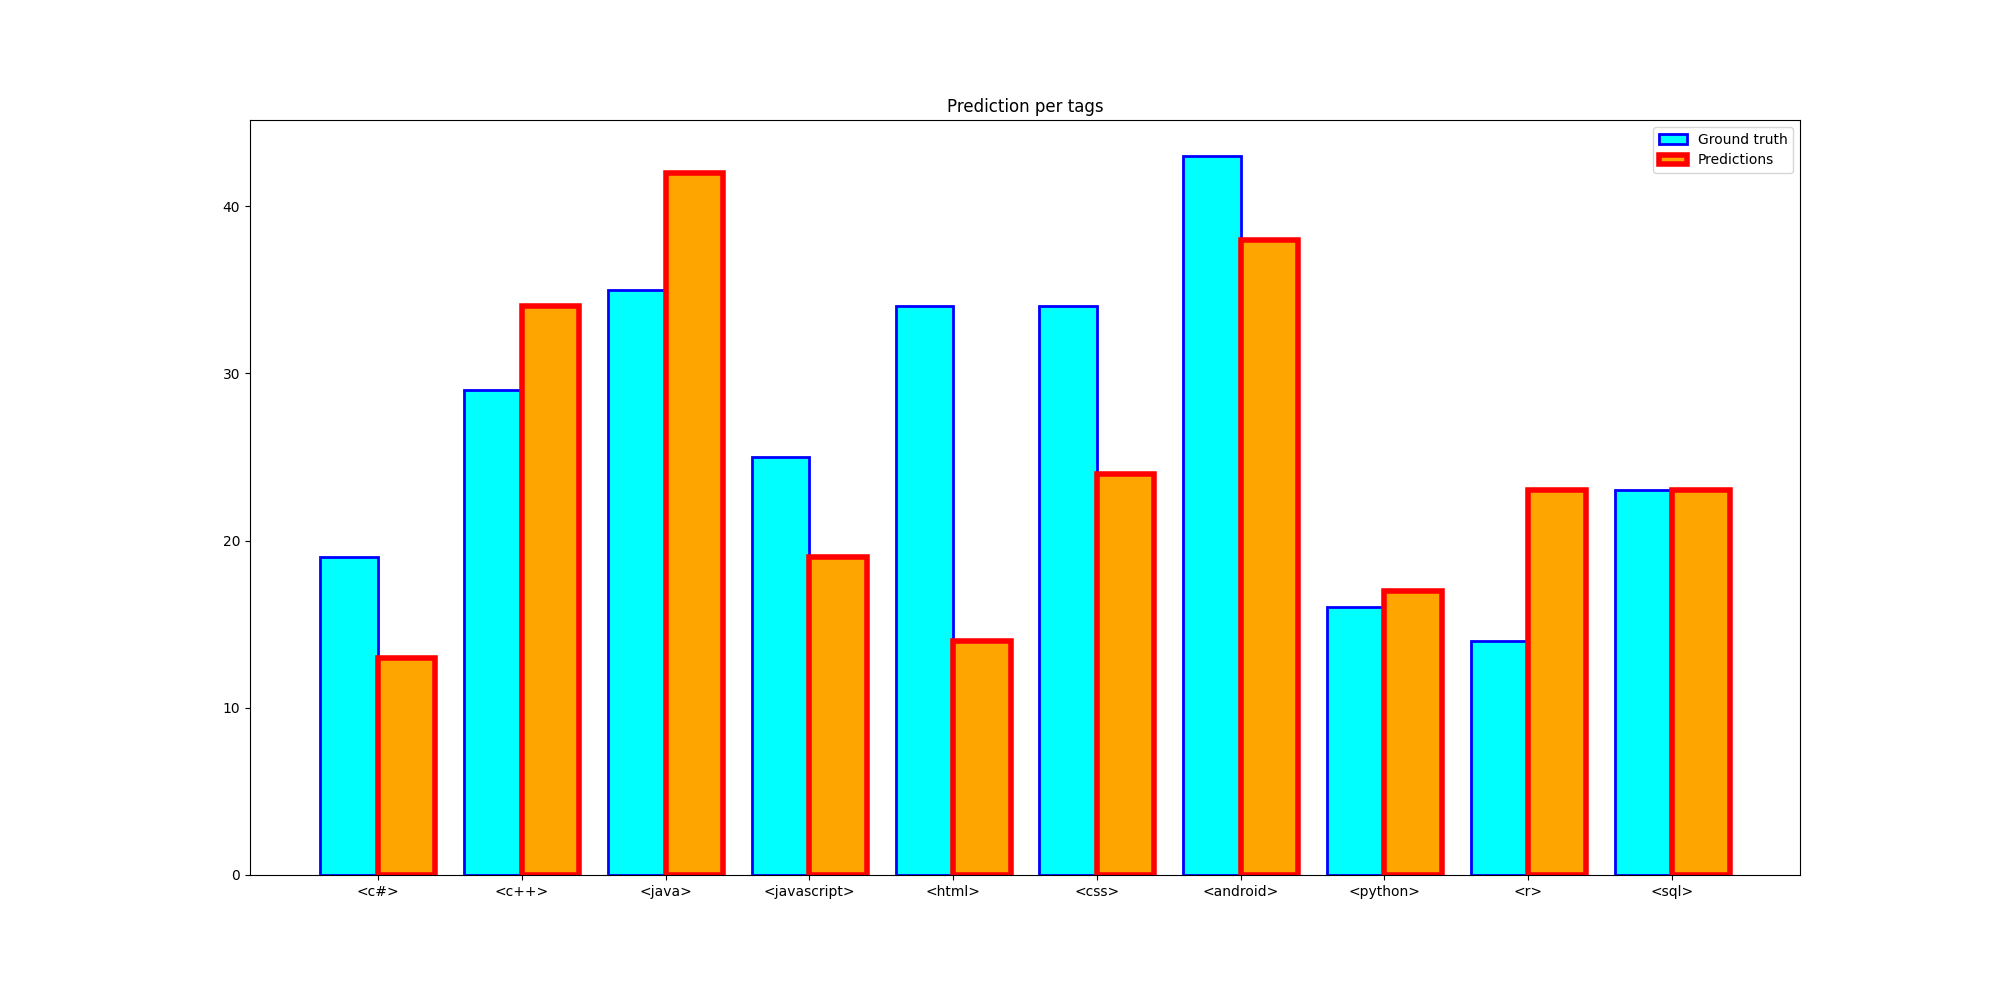 Prediction per tags
Ground truth
Predictions
40
30
20
10
0
<c#> <c++> <java> <javascript> <html> <css> <android> <python> <r> <sql>